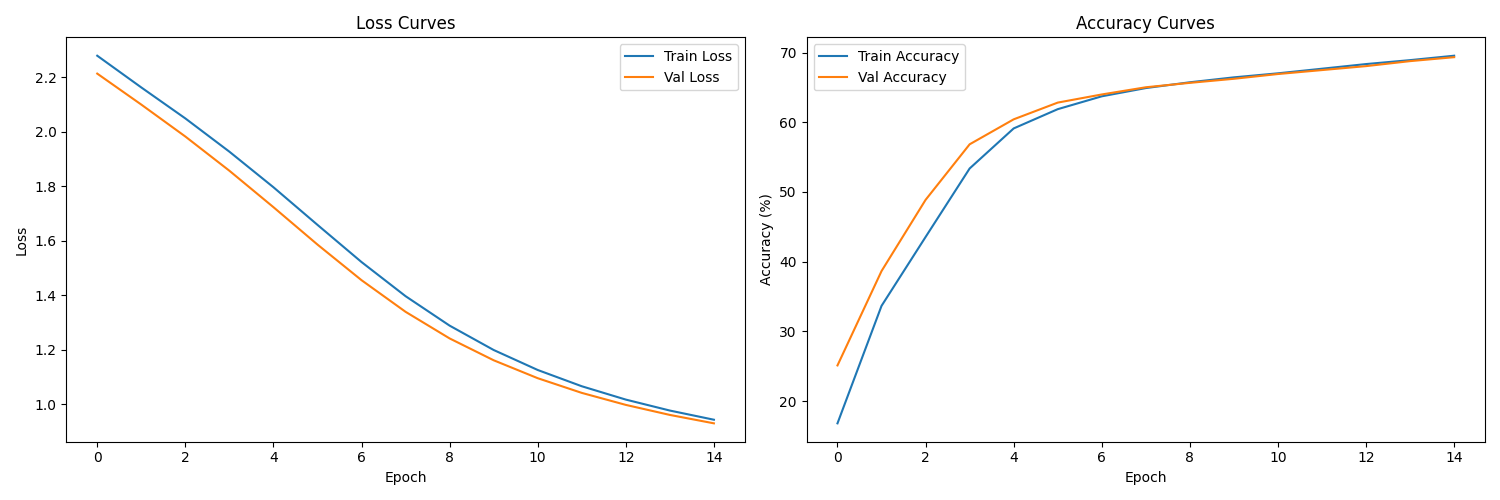 Loss Curves
Train Loss
Val Loss
2.2
2.0
1.8
1.6
1.4
1.2
1.0
Loss
0 2 4 6 8 10 12 14
Epoch
Accuracy Curves
Train Accuracy
Val Accuracy
70
60
50
40
30
20
Accuracy (%)
0 2 4 6 8 10 12 14
Epoch